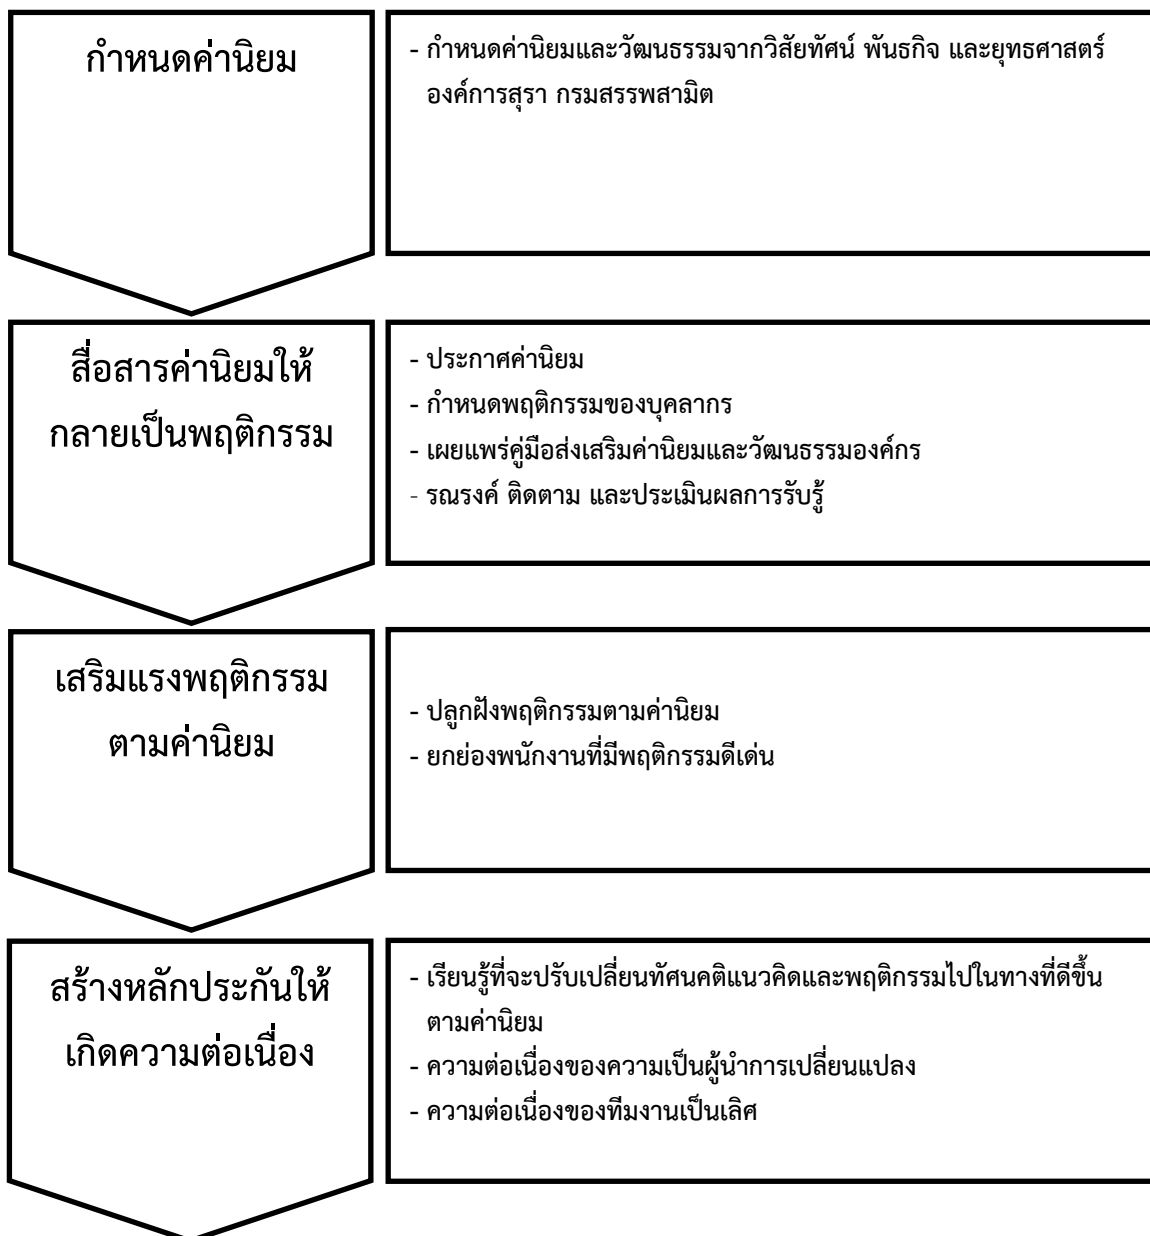 กำหนดค่านิยม
- กำหนดค่านิยมและวัฒนธรรมจากวิสัยทัศน์ พันธกิจ และยุทธศาสตร์
องค์การสุรา กรมสรรพสามิต
สื่อสารค่านิยมให้
กลายเป็นพฤติกรรม
- ประกาศค่านิยม
- กำหนดพฤติกรรมของบุคลากร
- เผยแพร่คู่มือส่งเสริมค่านิยมและวัฒนธรรมองค์กร
- รณรงค์ ติดตาม และประเมินผลการรับรู้
เสริมแรงพฤติกรรม
ตามค่านิยม
- ปลูกฝังพฤติกรรมตามค่านิยม
- ยกย่องพนักงานที่มีพฤติกรรมดีเด่น
สร้างหลักประกันให้
เกิดความต่อเนื่อง
- เรียนรู้ที่จะปรับเปลี่ยนทัศนคติแนวคิดและพฤติกรรมไปในทางที่ดีขึ้น
ตามค่านิยม
- ความต่อเนื่องของความเป็นผู้นำการเปลี่ยนแปลง
- ความต่อเนื่องของทีมงานเป็นเลิศ